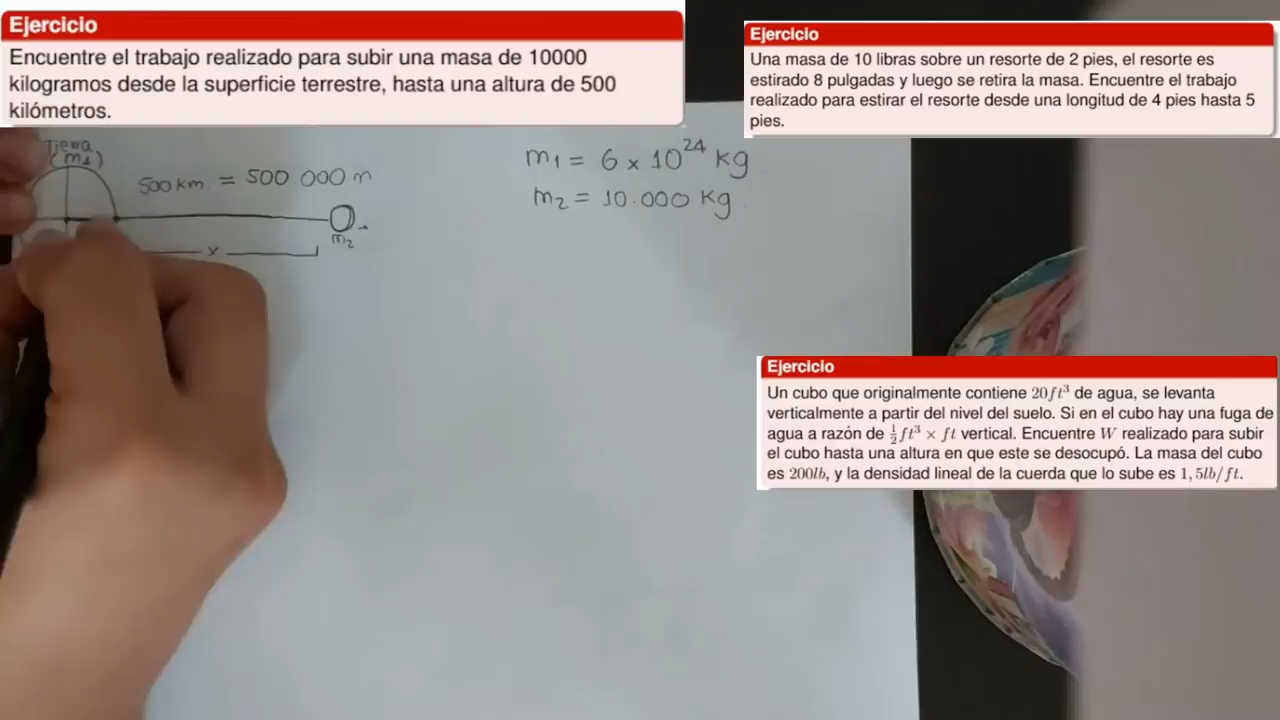 Ejercicio
Encuentre el trabajo realizado para subir una masa de 10000
kilogramos desde la superficie terrestre, hasta una altura de 500
kilómetros.
Ejercicio
Una masa de 10 libras sobre un resorte de 2 pies, el resorte es
estirado 8 pulgadas y luego se retira la masa. Encuentre el trabajo
realizado para estirar el resorte desde una longitud de 4 pies hasta 5
pies.
(m₁)
500 km. = 500.000 m
m₂
x
m₁ = 6 x 10²⁴ kg
m₂ = 10.000 Kg
Ejercicio
Un cubo que originalmente contiene 20ft³ de agua, se levanta
verticalmente a partir del nivel del suelo. Si en el cubo hay una fuga de
agua a razón de ½ft³ × ft vertical. Encuentre W realizado para subir
el cubo hasta una altura en que este se desocupó. La masa del cubo
es 200lb, y la densidad lineal de la cuerda que lo sube es 1,5lb/ft.